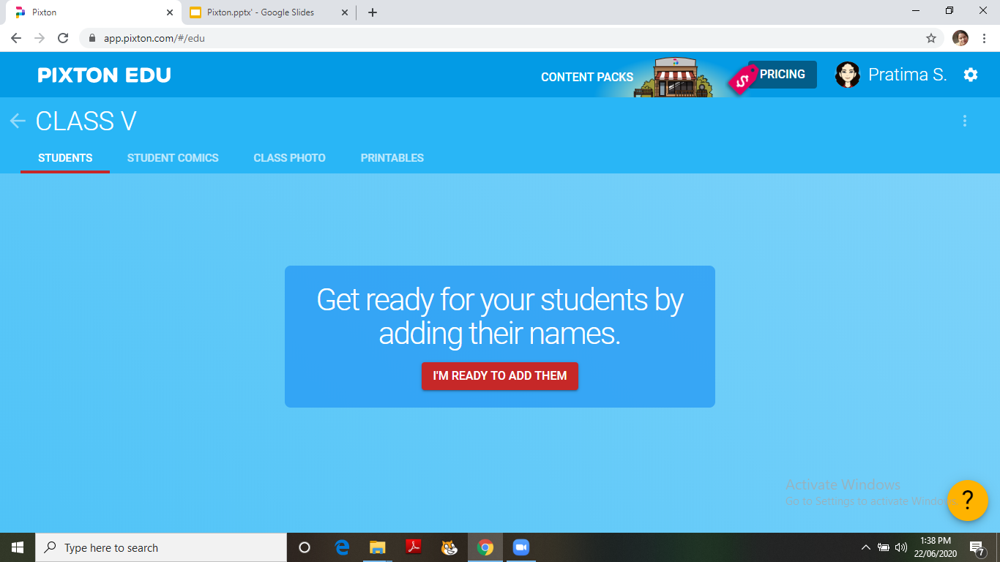 Pixton
Pixton.pptx' - Google Slides
app.pixton.com/#/edu
PIXTON EDU
CONTENT PACKS
$
PRICING
Pratima S.
CLASS V
STUDENTS
STUDENT COMICS
CLASS PHOTO
PRINTABLES
Get ready for your students by
adding their names.
I'M READY TO ADD THEM
Activate Windows
Go to Settings to activate Windows.
?
Type here to search
1:38 PM
22/06/2020
7